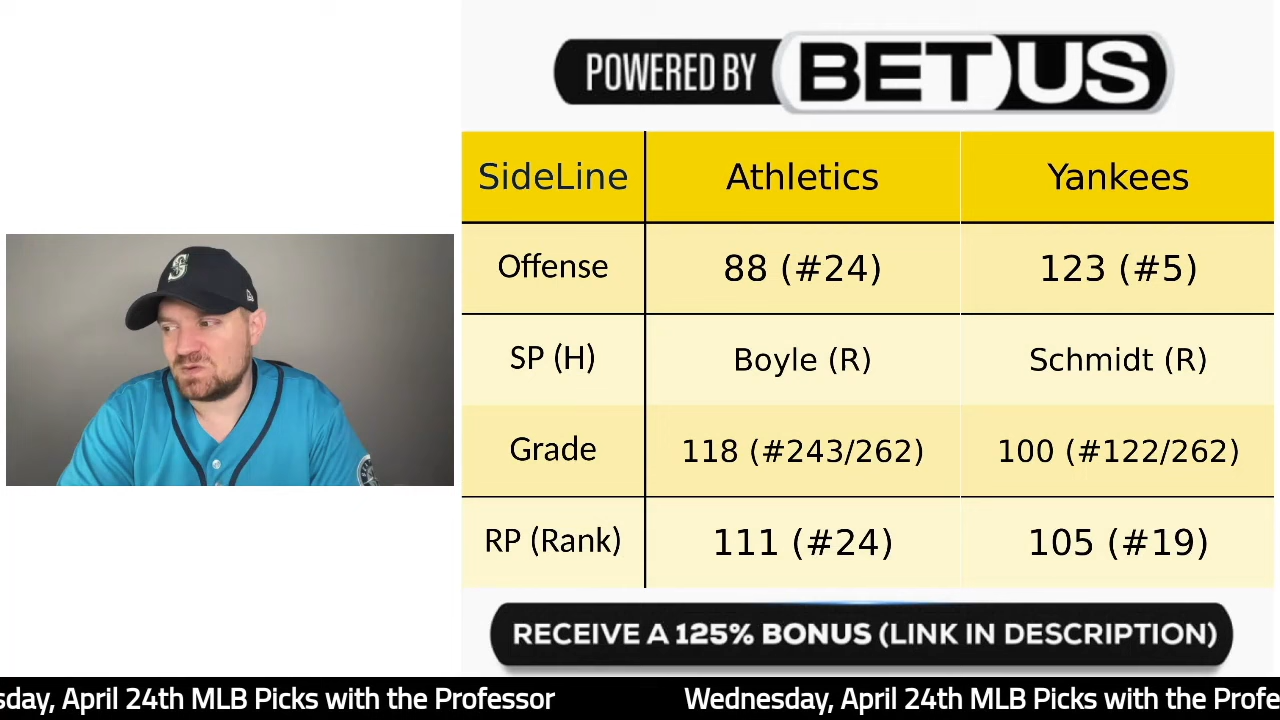 POWERED BY BET US
SideLine Athletics Yankees
Offense 88 (#24) 123 (#5)
SP (H) Boyle (R) Schmidt (R)
Grade 118 (#243/262) 100 (#122/262)
RP (Rank) 111 (#24) 105 (#19)
RECEIVE A 125% BONUS (LINK IN DESCRIPTION)
sday, April 24th MLB Picks with the Professor Wednesday, April 24th MLB Picks with the Profe
S